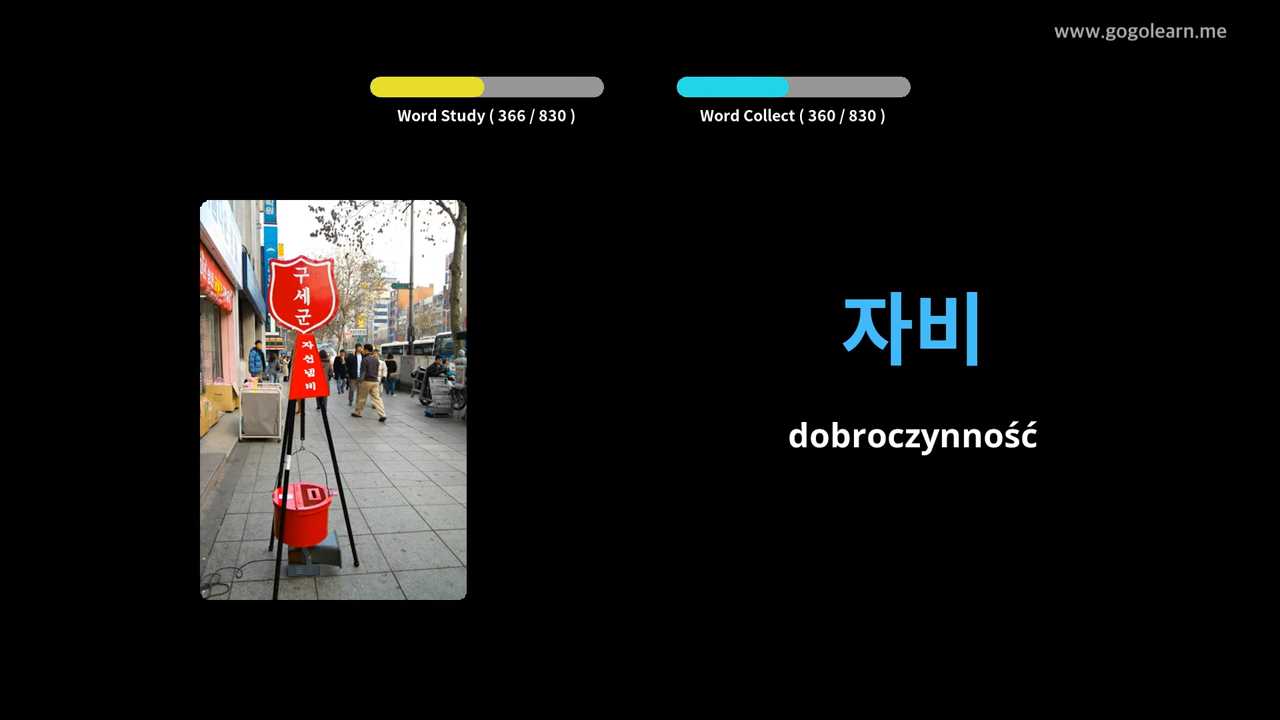 www.gogolearn.me
Word Study ( 366 / 830 )
Word Collect ( 360 / 830 )
구세군
자선냄비
자비
dobroczynność